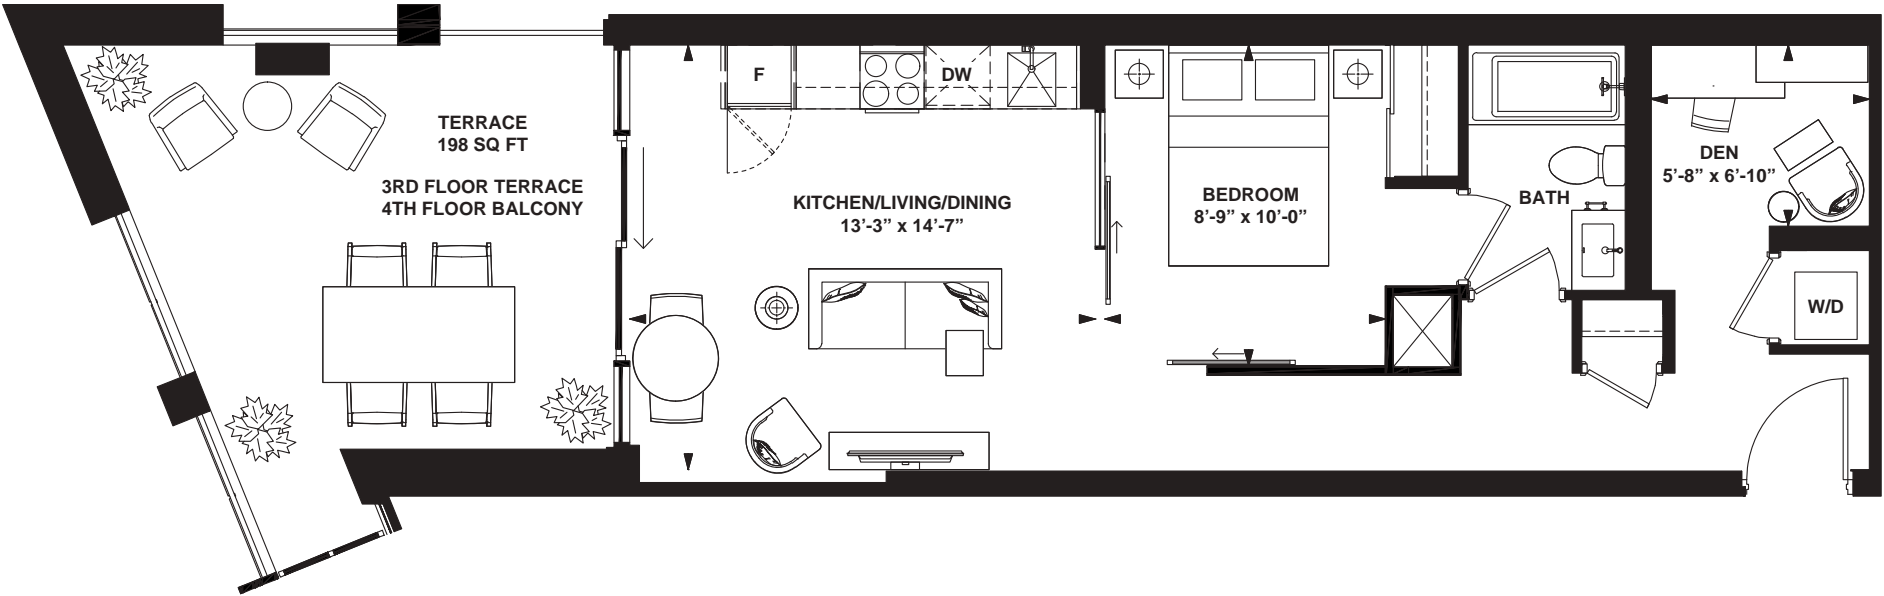 TERRACE
198 SQ FT
3RD FLOOR TERRACE
4TH FLOOR BALCONY
F
DW
KITCHEN/LIVING/DINING
13’-3” x 14’-7”
BEDROOM
8’-9” x 10’-0”
BATH
DEN
5’-8” x 6’-10”
W/D